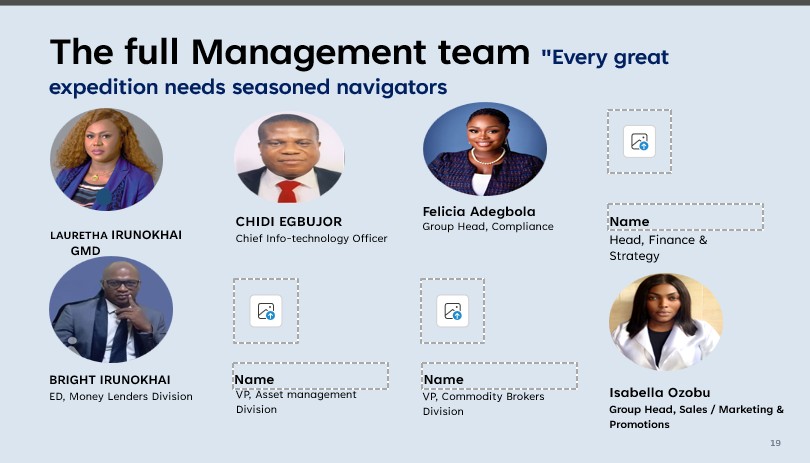 The full Management team "Every great
expedition needs seasoned navigators
LAURETHA IRUNOKHAI
GMD
CHIDI EGBUJOR
Chief Info-technology Officer
Felicia Adegbola
Group Head, Compliance
Name
Head, Finance &
Strategy
BRIGHT IRUNOKHAI
ED, Money Lenders Division
Name
VP, Asset management
Division
Name
VP, Commodity Brokers
Division
Isabella Ozobu
Group Head, Sales / Marketing &
Promotions
19